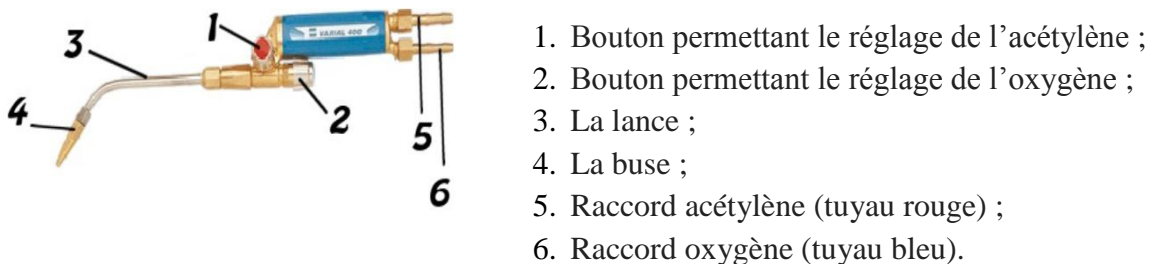 1
2
3
4
5
6
VARIAL 400
1. Bouton permettant le réglage de l’acétylène ;
2. Bouton permettant le réglage de l’oxygène ;
3. La lance ;
4. La buse ;
5. Raccord acétylène (tuyau rouge) ;
6. Raccord oxygène (tuyau bleu).